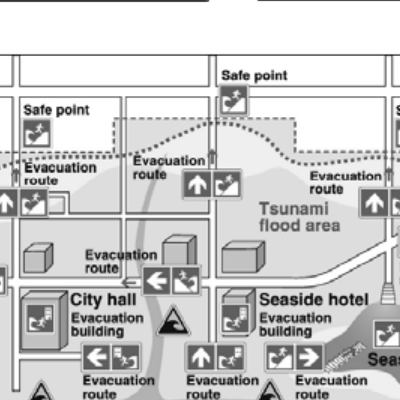 Safe point
Safe point
S
Evacuation
route
Evacuation
route
Evacuation
route
Tsunami
flood area
Evacuation
route
City hall
Evacuation
building
Seaside hotel
Evacuation
building
Seas
Evacuation
route
Evacuation
route
Evacuation
route